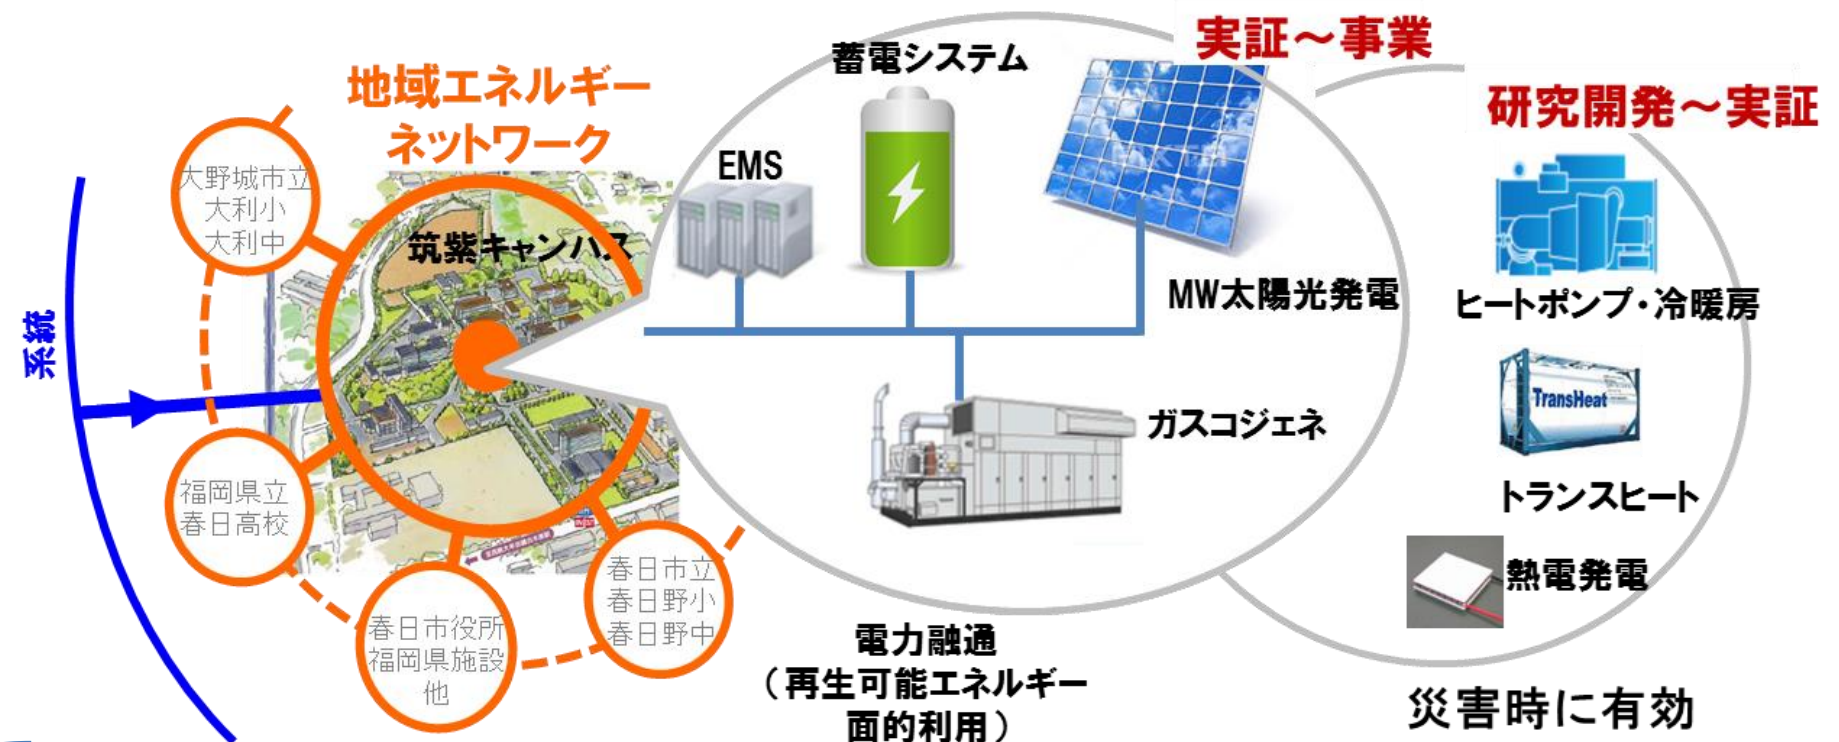 実証～事業
蓄電システム
研究開発～実証
地域エネルギー
ネットワーク
EMS
大野城市立
大利小
大利中
筑紫キャンパス
MW太陽光発電
ヒートポンプ・冷暖房
系統
TransHeat
ガスコジェネ
トランスヒート
福岡県立
春日高校
熱電発電
春日市立
春日野小
春日野中
春日市役所
福岡県施設
他
電力融通
（再生可能エネルギー
面的利用）
災害時に有効